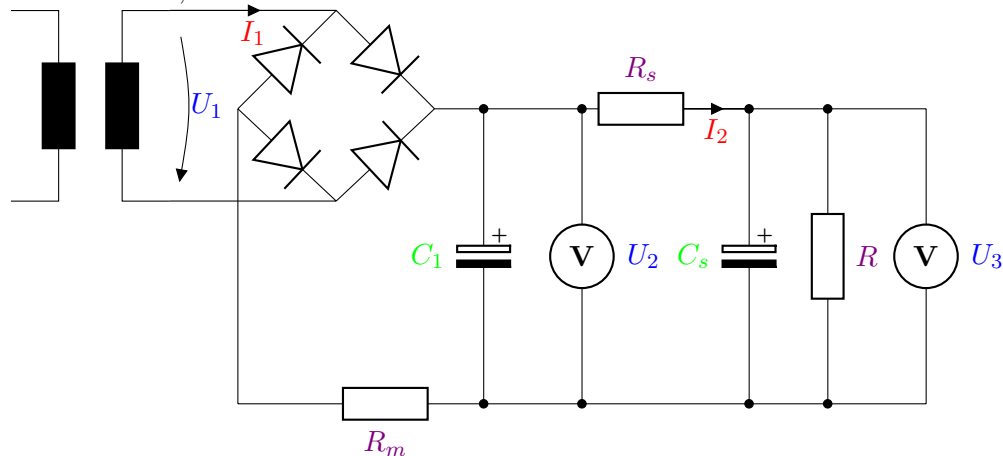 I₁
Rₛ
U₁
I₂
+
+
C₁
V
U₂
Cₛ
R
V
U₃
Rₘ